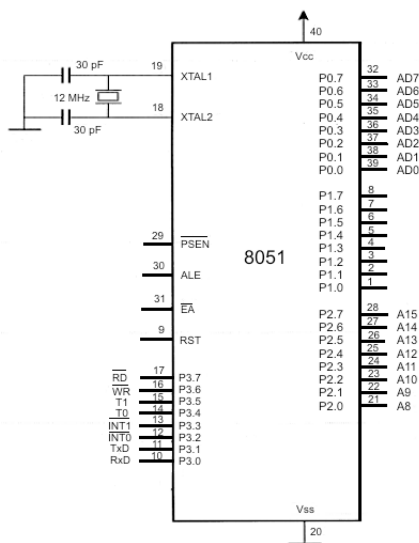 40
Vcc
30 pF
19 XTAL1
12 MHz
18 XTAL2
30 pF
P0.7 32 AD7
P0.6 33 AD6
P0.5 34 AD5
P0.4 35 AD4
P0.3 36 AD3
P0.2 37 AD2
P0.1 38 AD1
P0.0 39 AD0
P1.7 8
P1.6 7
P1.5 6
P1.4 5
P1.3 4
P1.2 3
P1.1 2
P1.0 1
29 PSEN
8051
30 ALE
31 EA
9 RST
P2.7 28 A15
P2.6 27 A14
P2.5 26 A13
P2.4 25 A12
P2.3 24 A11
P2.2 23 A10
P2.1 22 A9
P2.0 21 A8
RD 17 P3.7
WR 16 P3.6
T1 15 P3.5
T0 14 P3.4
INT1 13 P3.3
INT0 12 P3.2
TxD 11 P3.1
RxD 10 P3.0
Vss
20